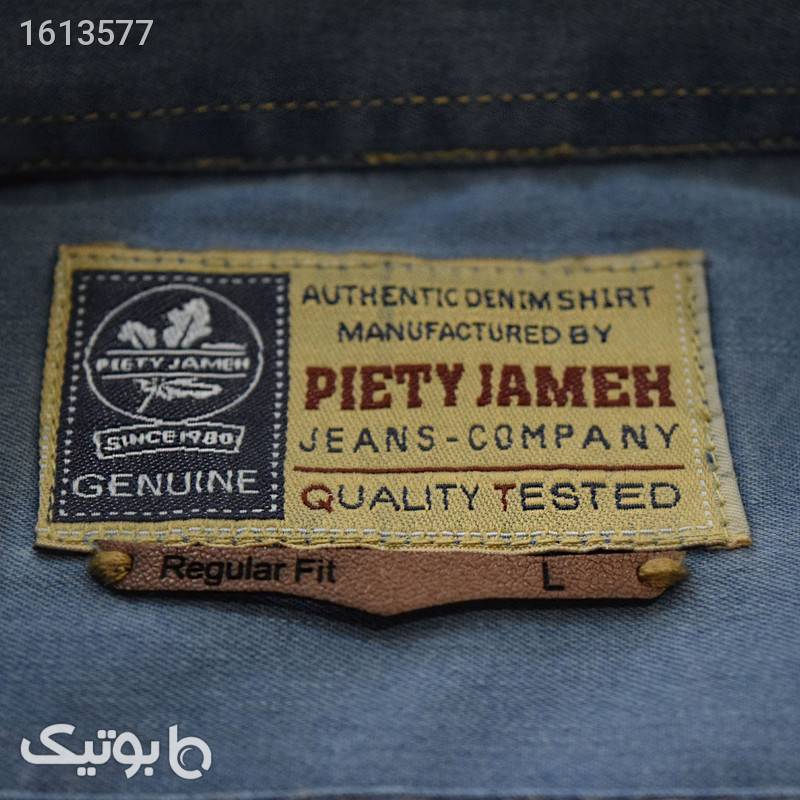 1613577
AUTHENTIC DENIM SHIRT
MANUFACTURED BY
PIETY JAMEH
JEANS-COMPANY
QUALITY TESTED
PIETY JAMEH
SINCE 1980
GENUINE
Regular Fit L
بوتیک